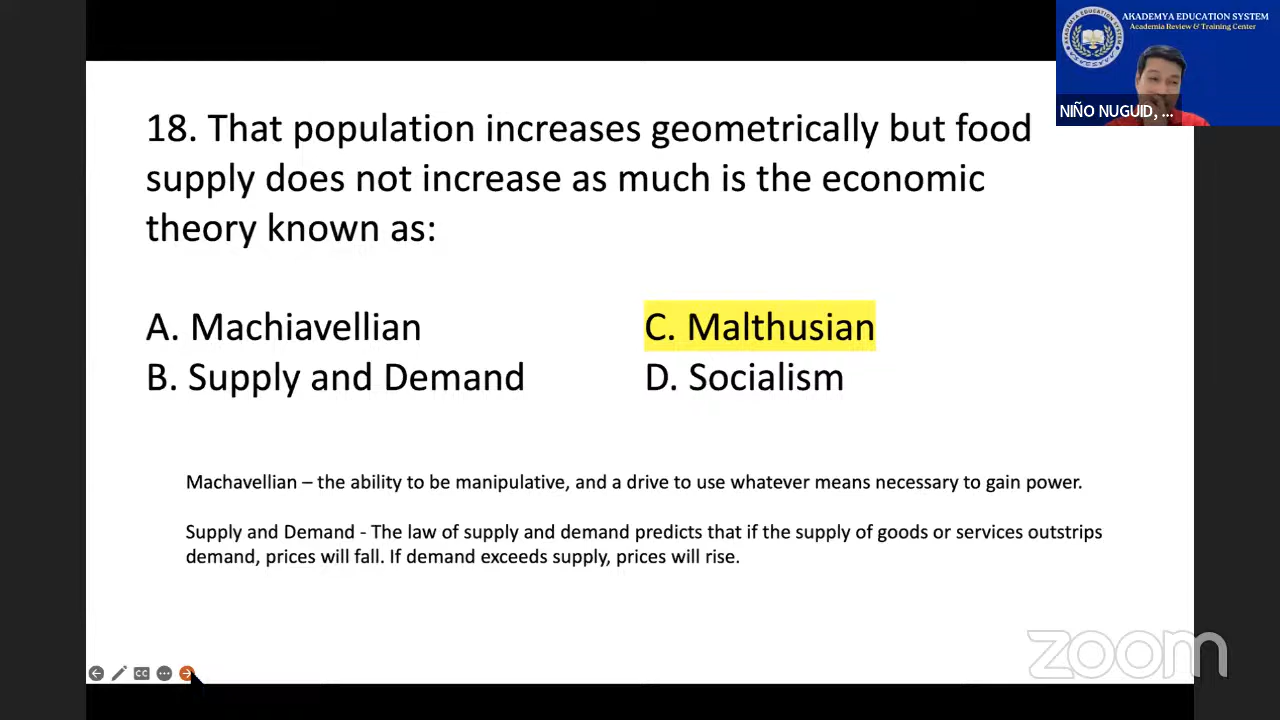 AKADEMYA EDUCATION SYSTEM
Academia Review & Training Center
NIÑO NUGUID, ...
18. That population increases geometrically but food
supply does not increase as much is the economic
theory known as:
A. Machiavellian
B. Supply and Demand
C. Malthusian
D. Socialism
Machavellian – the ability to be manipulative, and a drive to use whatever means necessary to gain power.
Supply and Demand - The law of supply and demand predicts that if the supply of goods or services outstrips
demand, prices will fall. If demand exceeds supply, prices will rise.
CC
zoom